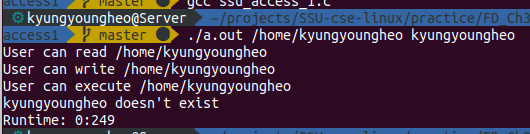 access1 master gcc ssu_access_1.c
kyungyoungheo@Server ~/projects/SSU-cse-linux/practice/FD_Ch3
access1 master ./a.out /home/kyungyoungheo kyungyoungheo
User can read /home/kyungyoungheo
User can write /home/kyungyoungheo
User can execute /home/kyungyoungheo
kyungyoungheo doesn't exist
Runtime: 0:249